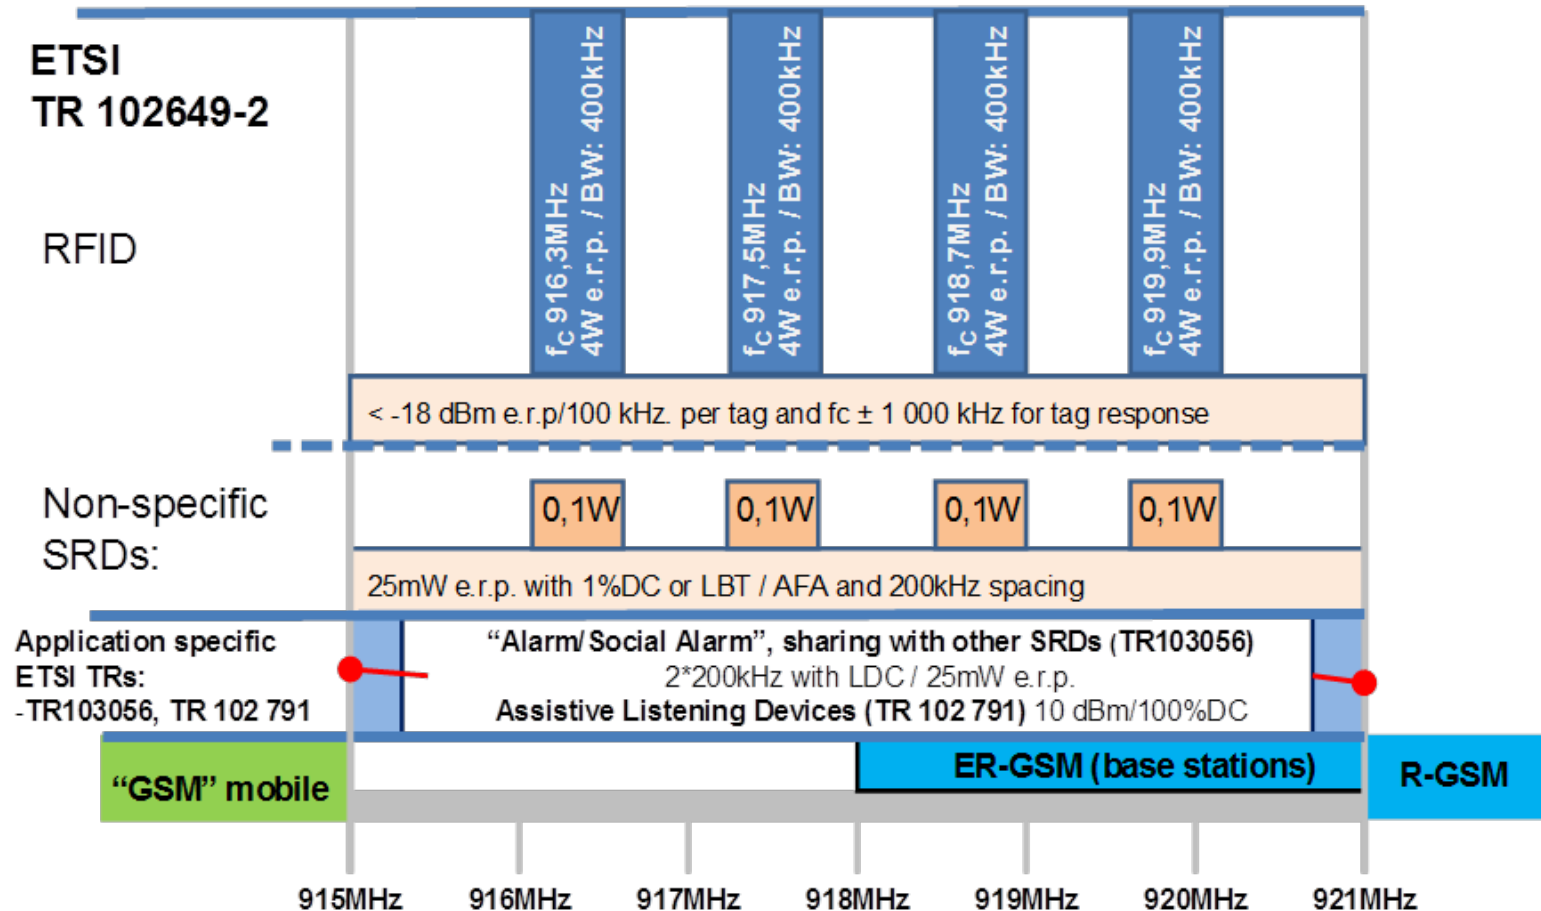 ETSI
TR 102649-2
RFID
fC 916,3MHz
4W e.r.p. / BW: 400kHz
fC 917,5MHz
4W e.r.p. / BW: 400kHz
fC 918,7MHz
4W e.r.p. / BW: 400kHz
fC 919,9MHz
4W e.r.p. / BW: 400kHz
< -18 dBm e.r.p/100 kHz. per tag and fc ± 1 000 kHz for tag response
Non-specific
SRDs:
0,1W
0,1W
0,1W
0,1W
25mW e.r.p. with 1%DC or LBT / AFA and 200kHz spacing
Application specific
ETSI TRs:
-TR103056, TR 102 791
“Alarm/Social Alarm”, sharing with other SRDs (TR103056)
2*200kHz with LDC / 25mW e.r.p.
Assistive Listening Devices (TR 102 791) 10 dBm/100%DC
“GSM” mobile
ER-GSM (base stations)
R-GSM
915MHz
916MHz
917MHz
918MHz
919MHz
920MHz
921MHz